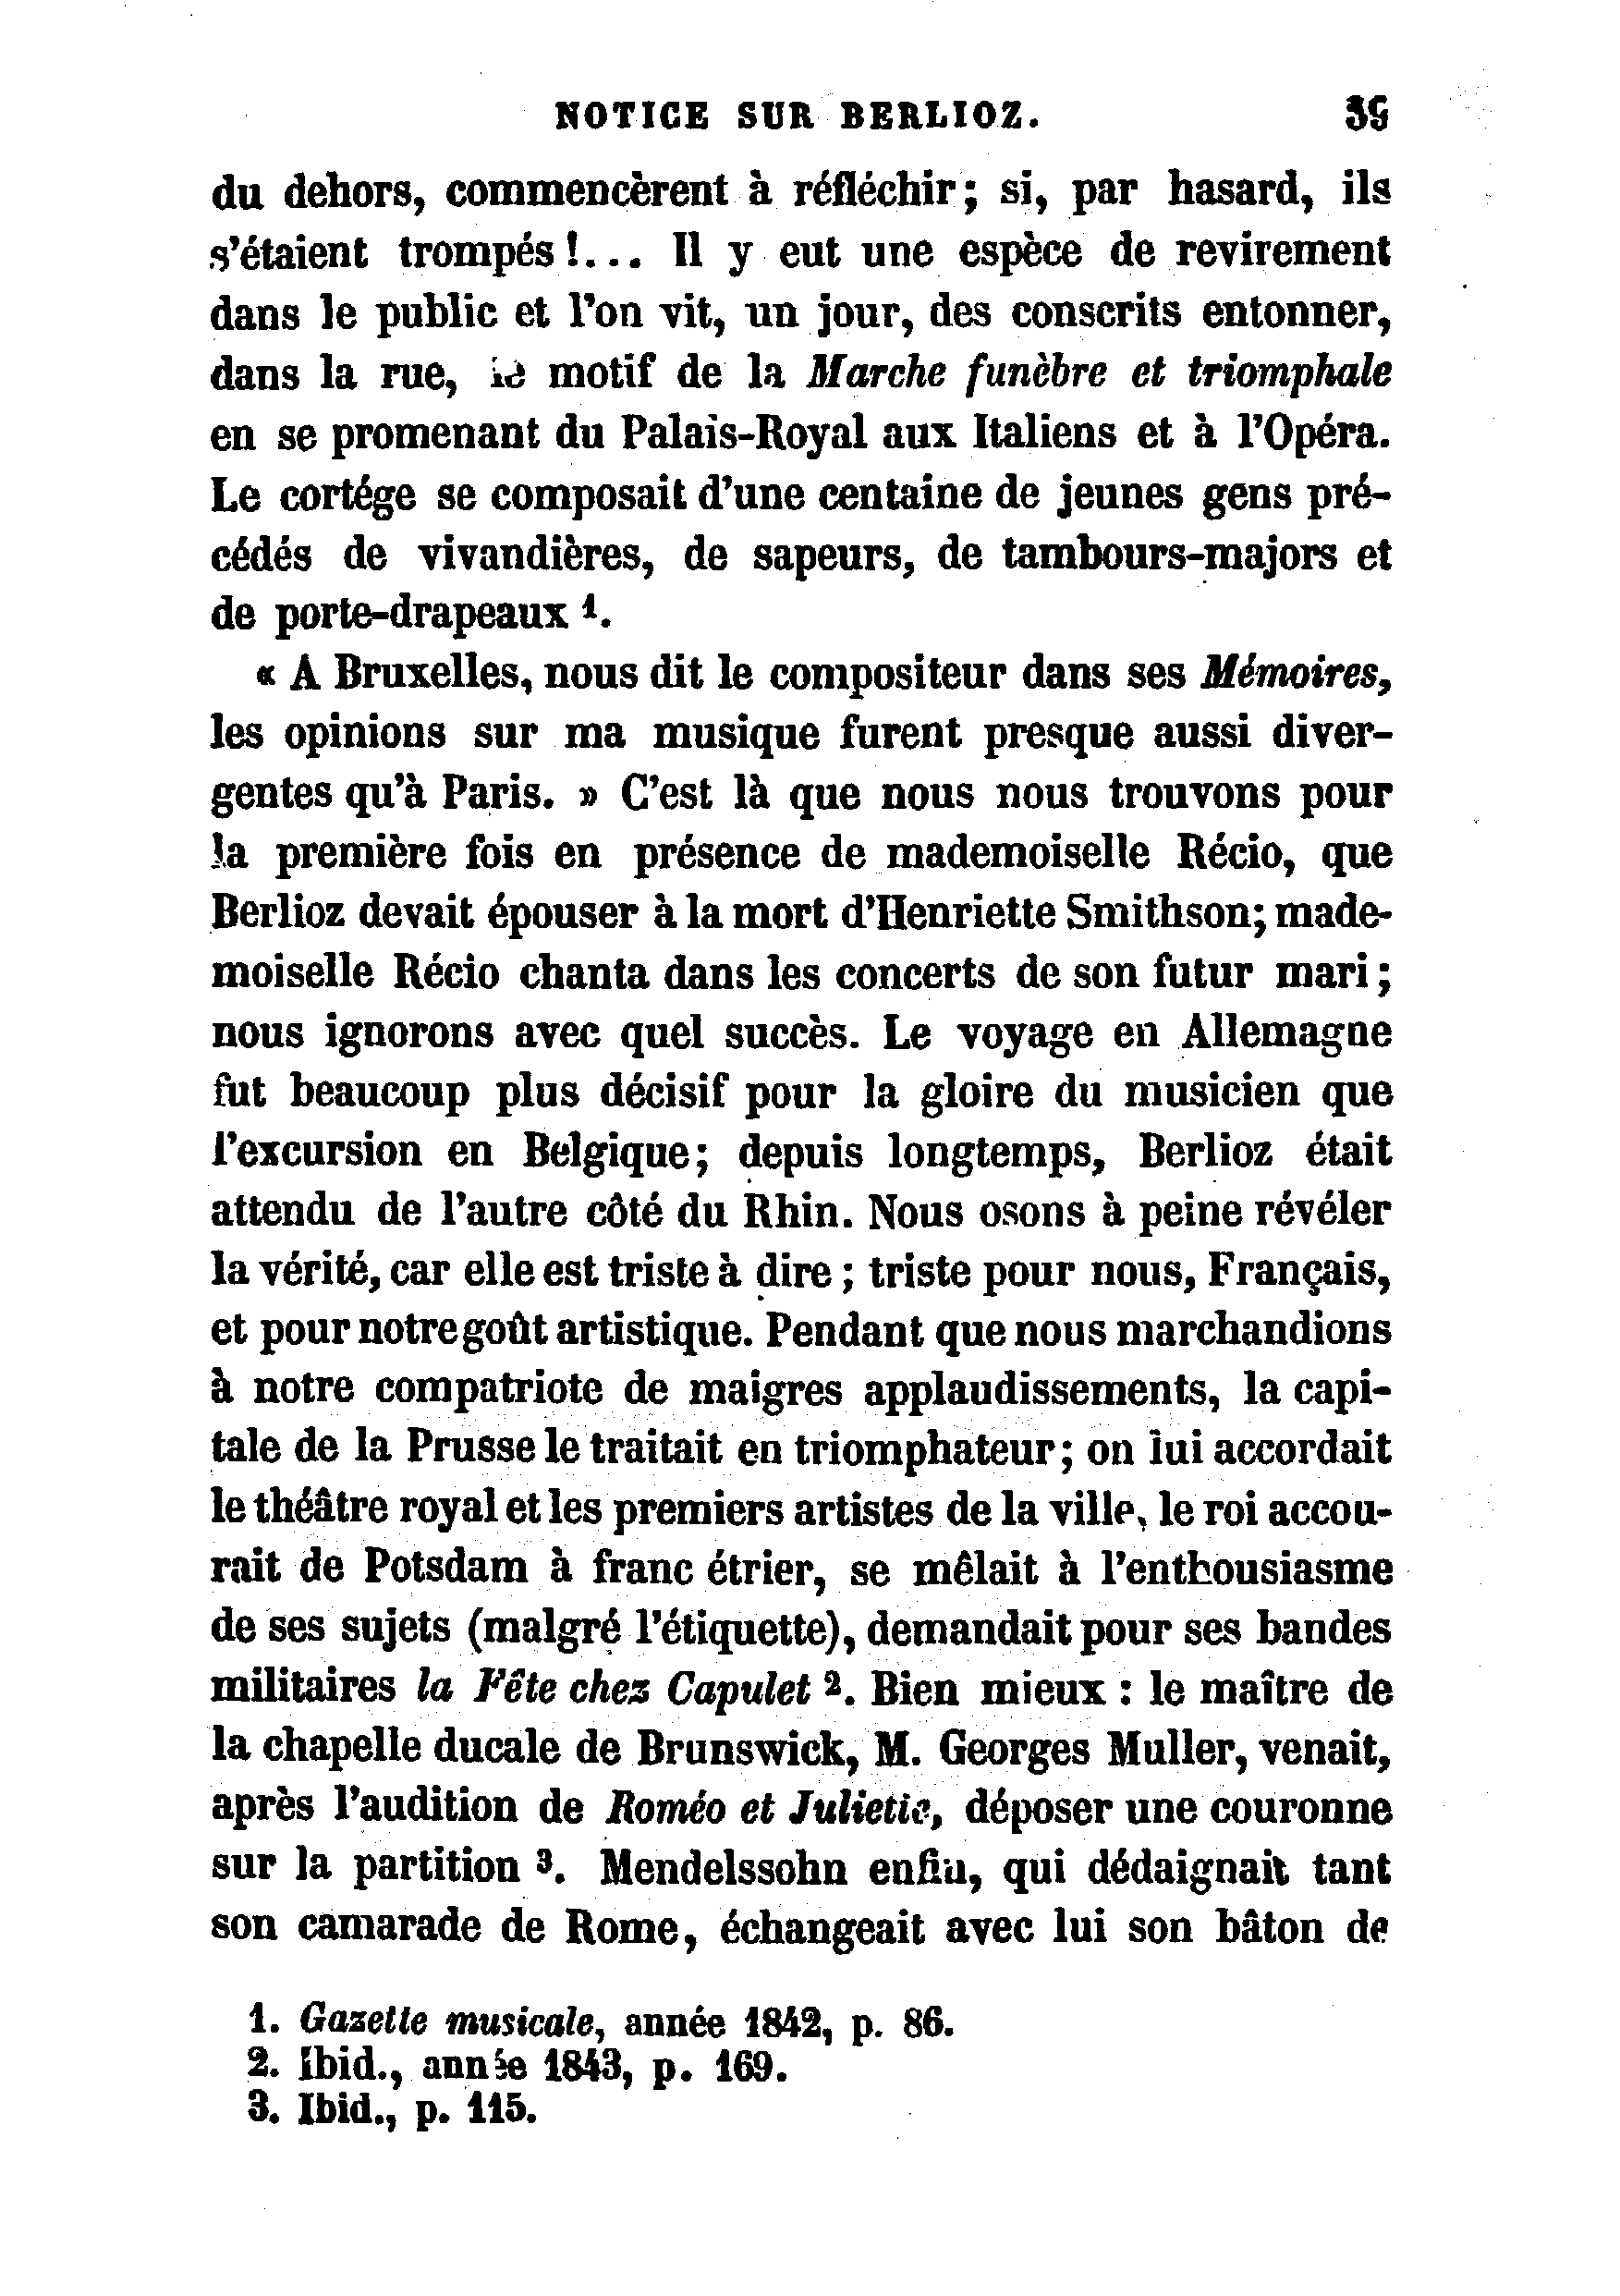 NOTICE SUR BERLIOZ. 39
du dehors, commencèrent à réfléchir; si, par hasard, ils
s'étaient trompés!... Il y eut une espèce de revirement
dans le public et l'on vit, un jour, des conscrits entonner,
dans la rue, le motif de la Marche funèbre et triomphale
en se promenant du Palais-Royal aux Italiens et à l'Opéra.
Le cortége se composait d'une centaine de jeunes gens pré-
cédés de vivandières, de sapeurs, de tambours-majors et
de porte-drapeaux 1.
« A Bruxelles, nous dit le compositeur dans ses Mémoires,
les opinions sur ma musique furent presque aussi diver-
gentes qu'à Paris. » C'est là que nous nous trouvons pour
la première fois en présence de mademoiselle Récio, que
Berlioz devait épouser à la mort d'Henriette Smithson; made-
moiselle Récio chanta dans les concerts de son futur mari;
nous ignorons avec quel succès. Le voyage en Allemagne
fut beaucoup plus décisif pour la gloire du musicien que
l'excursion en Belgique; depuis longtemps, Berlioz était
attendu de l'autre côté du Rhin. Nous osons à peine révéler
la vérité, car elle est triste à dire; triste pour nous, Français,
et pour notre goût artistique. Pendant que nous marchandions
à notre compatriote de maigres applaudissements, la capi-
tale de la Prusse le traitait en triomphateur; on lui accordait
le théâtre royal et les premiers artistes de la ville, le roi accou-
rait de Potsdam à franc étrier, se mêlait à l'enthousiasme
de ses sujets (malgré l'étiquette), demandait pour ses bandes
militaires la Fête chez Capulet 2. Bien mieux : le maître de
la chapelle ducale de Brunswick, M. Georges Muller, venait,
après l'audition de Roméo et Juliette, déposer une couronne
sur la partition 3. Mendelssohn enfin, qui dédaignait tant
son camarade de Rome, échangeait avec lui son bâton de
1. Gazette musicale, année 1842, p. 86.
2. Ibid., année 1843, p. 169.
3. Ibid., p. 115.